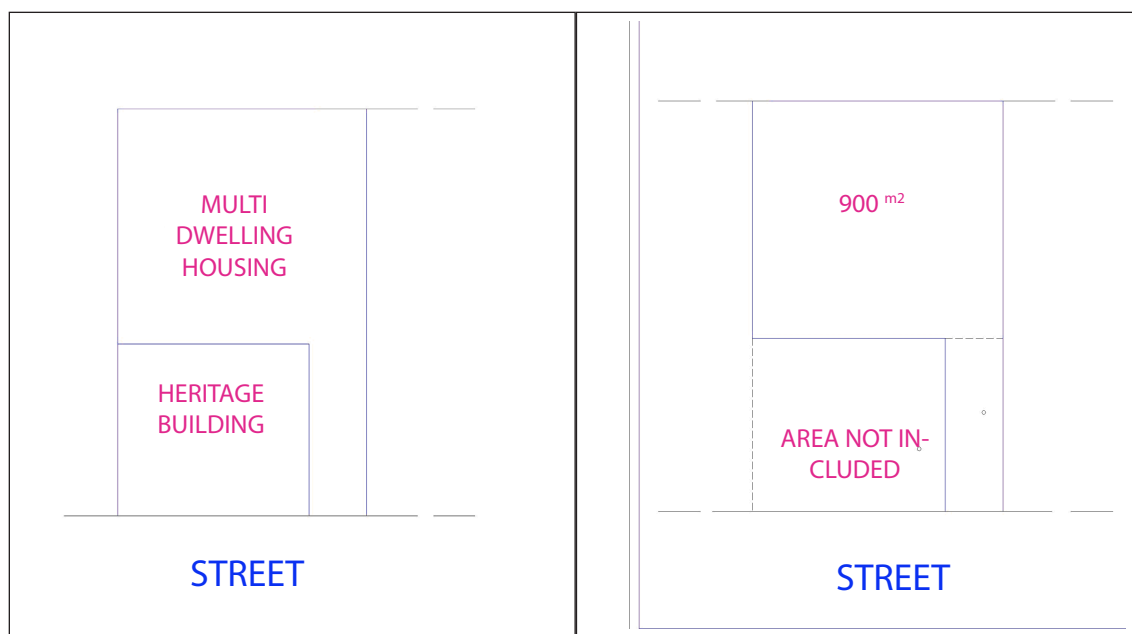 MULTI
DWELLING
HOUSING
HERITAGE
BUILDING
STREET
900 m2
AREA NOT IN-
CLUDED
STREET